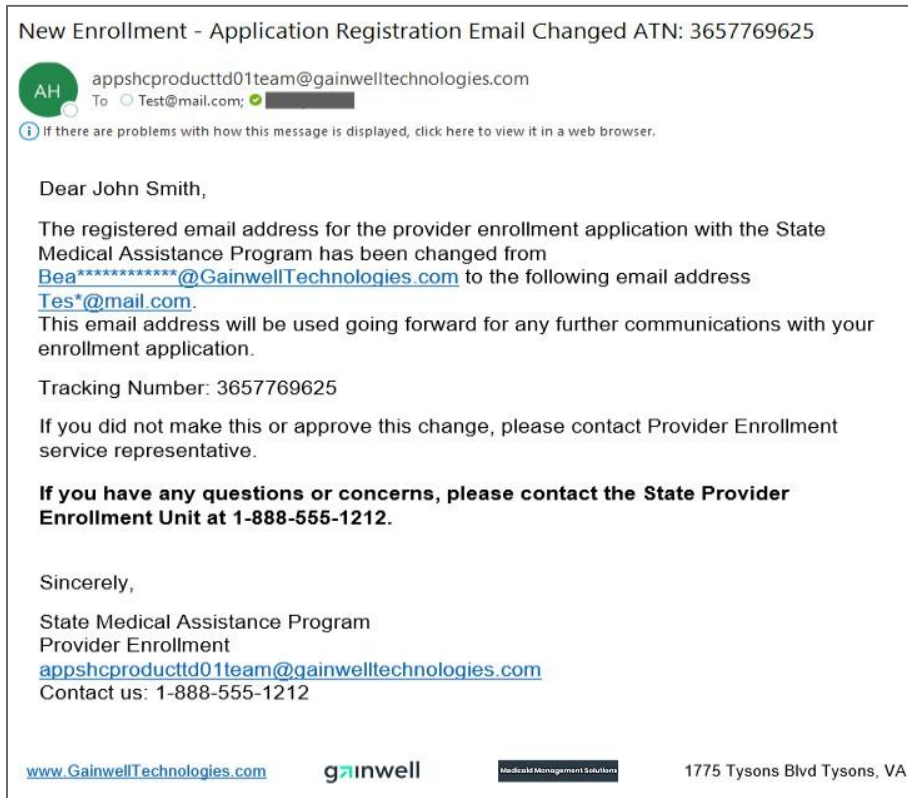 New Enrollment - Application Registration Email Changed ATN: 3657769625
AH
appshcproducttd01team@gainwelltechnologies.com
To Test@mail.com;
i If there are problems with how this message is displayed, click here to view it in a web browser.
Dear John Smith,
The registered email address for the provider enrollment application with the State
Medical Assistance Program has been changed from
Bea************@GainwellTechnologies.com to the following email address
Tes*@mail.com.
This email address will be used going forward for any further communications with your
enrollment application.
Tracking Number: 3657769625
If you did not make this or approve this change, please contact Provider Enrollment
service representative.
If you have any questions or concerns, please contact the State Provider
Enrollment Unit at 1-888-555-1212.
Sincerely,
State Medical Assistance Program
Provider Enrollment
appshcproducttd01team@gainwelltechnologies.com
Contact us: 1-888-555-1212
www.GainwellTechnologies.com gainwell Medicaid Management Solutions 1775 Tysons Blvd Tysons, VA